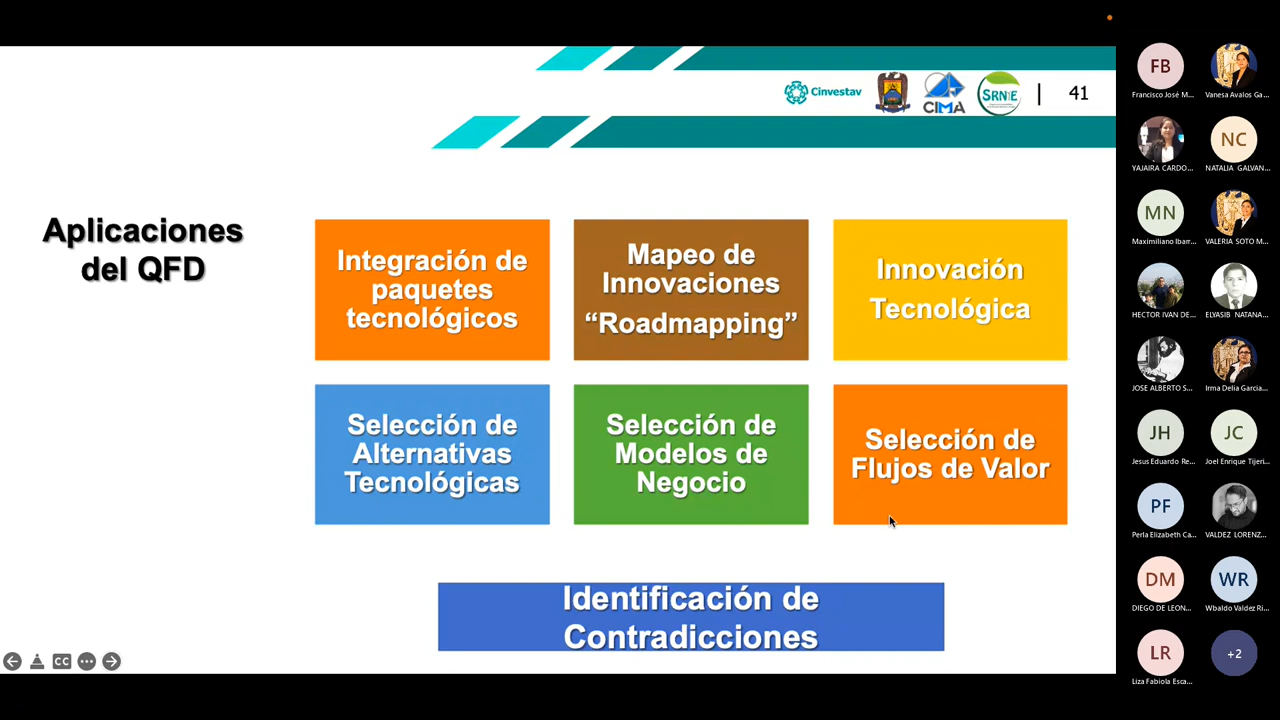 Cinvestav
CIMA
SRNyE
41
Aplicaciones
del QFD
Integración de
paquetes
tecnológicos
Mapeo de
Innovaciones
“Roadmapping”
Innovación
Tecnológica
Selección de
Alternativas
Tecnológicas
Selección de
Modelos de
Negocio
Selección de
Flujos de Valor
Identificación de
Contradicciones
CC
FB
Francisco José M...
Vanesa Avalos Ga...
YAJAIRA CARDO...
NC
NATALIA GALVAN...
MN
Maximiliano Ibarr...
VALERIA SOTO M...
HECTOR IVAN DE...
ELYASIB NATANA...
JOSE ALBERTO S...
Irma Delia Garcia...
JH
Jesus Eduardo Re...
JC
Joel Enrique Tijeri...
PF
Perla Elizabeth Ca...
VALDEZ LORENZ...
DM
DIEGO DE LEON...
WR
Wbaldo Valdez Ri...
LR
Liza Fabiola Esca...
+2